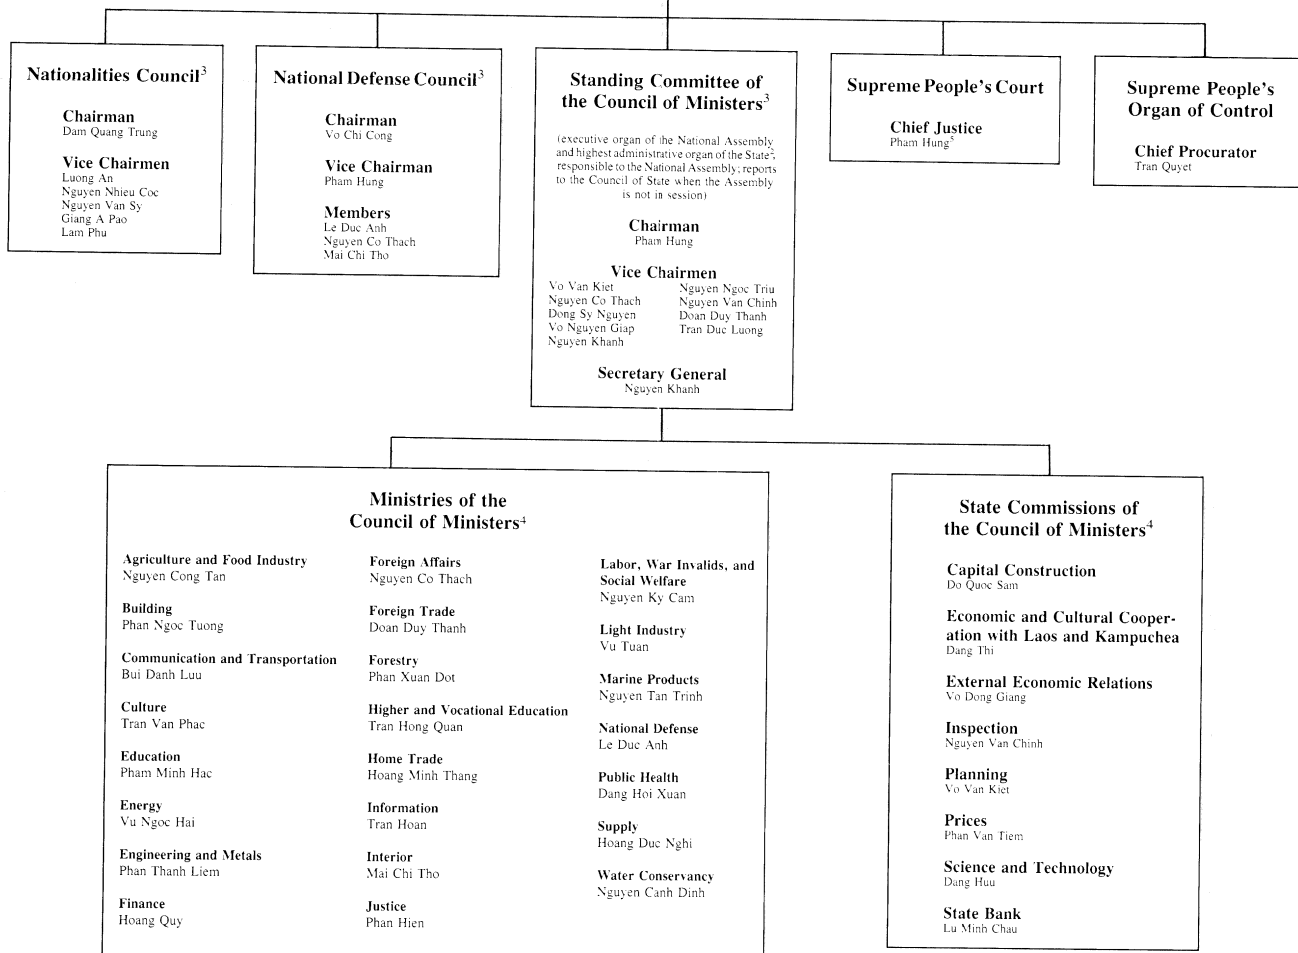 Nationalities Council³
Chairman
Dam Quang Trung
Vice Chairmen
Luong An
Nguyen Nhieu Coc
Nguyen Van Sy
Giang A Pao
Lam Phu
National Defense Council³
Chairman
Vo Chi Cong
Vice Chairman
Pham Hung
Members
Le Duc Anh
Nguyen Co Thach
Mai Chi Tho
Standing Committee of
the Council of Ministers³
(executive organ of the National Assembly
and highest administrative organ of the State²,
responsible to the National Assembly; reports
to the Council of State when the Assembly
is not in session)
Chairman
Pham Hung
Vice Chairmen
Vo Van Kiet
Nguyen Co Thach
Dong Sy Nguyen
Vo Nguyen Giap
Nguyen Khanh
Nguyen Ngoc Triu
Nguyen Van Chinh
Doan Duy Thanh
Tran Duc Luong
Secretary General
Nguyen Khanh
Supreme People's Court
Chief Justice
Pham Hung⁵
Supreme People's
Organ of Control
Chief Procurator
Tran Quyet
Ministries of the
Council of Ministers⁴
Agriculture and Food Industry
Nguyen Cong Tan
Building
Phan Ngoc Tuong
Communication and Transportation
Bui Danh Luu
Culture
Tran Van Phac
Education
Pham Minh Hac
Energy
Vu Ngoc Hai
Engineering and Metals
Phan Thanh Liem
Finance
Hoang Quy
Foreign Affairs
Nguyen Co Thach
Foreign Trade
Doan Duy Thanh
Forestry
Phan Xuan Dot
Higher and Vocational Education
Tran Hong Quan
Home Trade
Hoang Minh Thang
Information
Tran Hoan
Interior
Mai Chi Tho
Justice
Phan Hien
Labor, War Invalids, and
Social Welfare
Nguyen Ky Cam
Light Industry
Vu Tuan
Marine Products
Nguyen Tan Trinh
National Defense
Le Duc Anh
Public Health
Dang Hoi Xuan
Supply
Hoang Duc Nghi
Water Conservancy
Nguyen Canh Dinh
State Commissions of
the Council of Ministers⁴
Capital Construction
Do Quoc Sam
Economic and Cultural Cooper-
ation with Laos and Kampuchea
Dang Thi
External Economic Relations
Vo Dong Giang
Inspection
Nguyen Van Chinh
Planning
Vo Van Kiet
Prices
Phan Van Tiem
Science and Technology
Dang Huu
State Bank
Lu Minh Chau